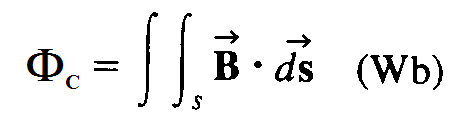 Φ_C = ∫∫_s B⃗ · ds⃗ (Wb)